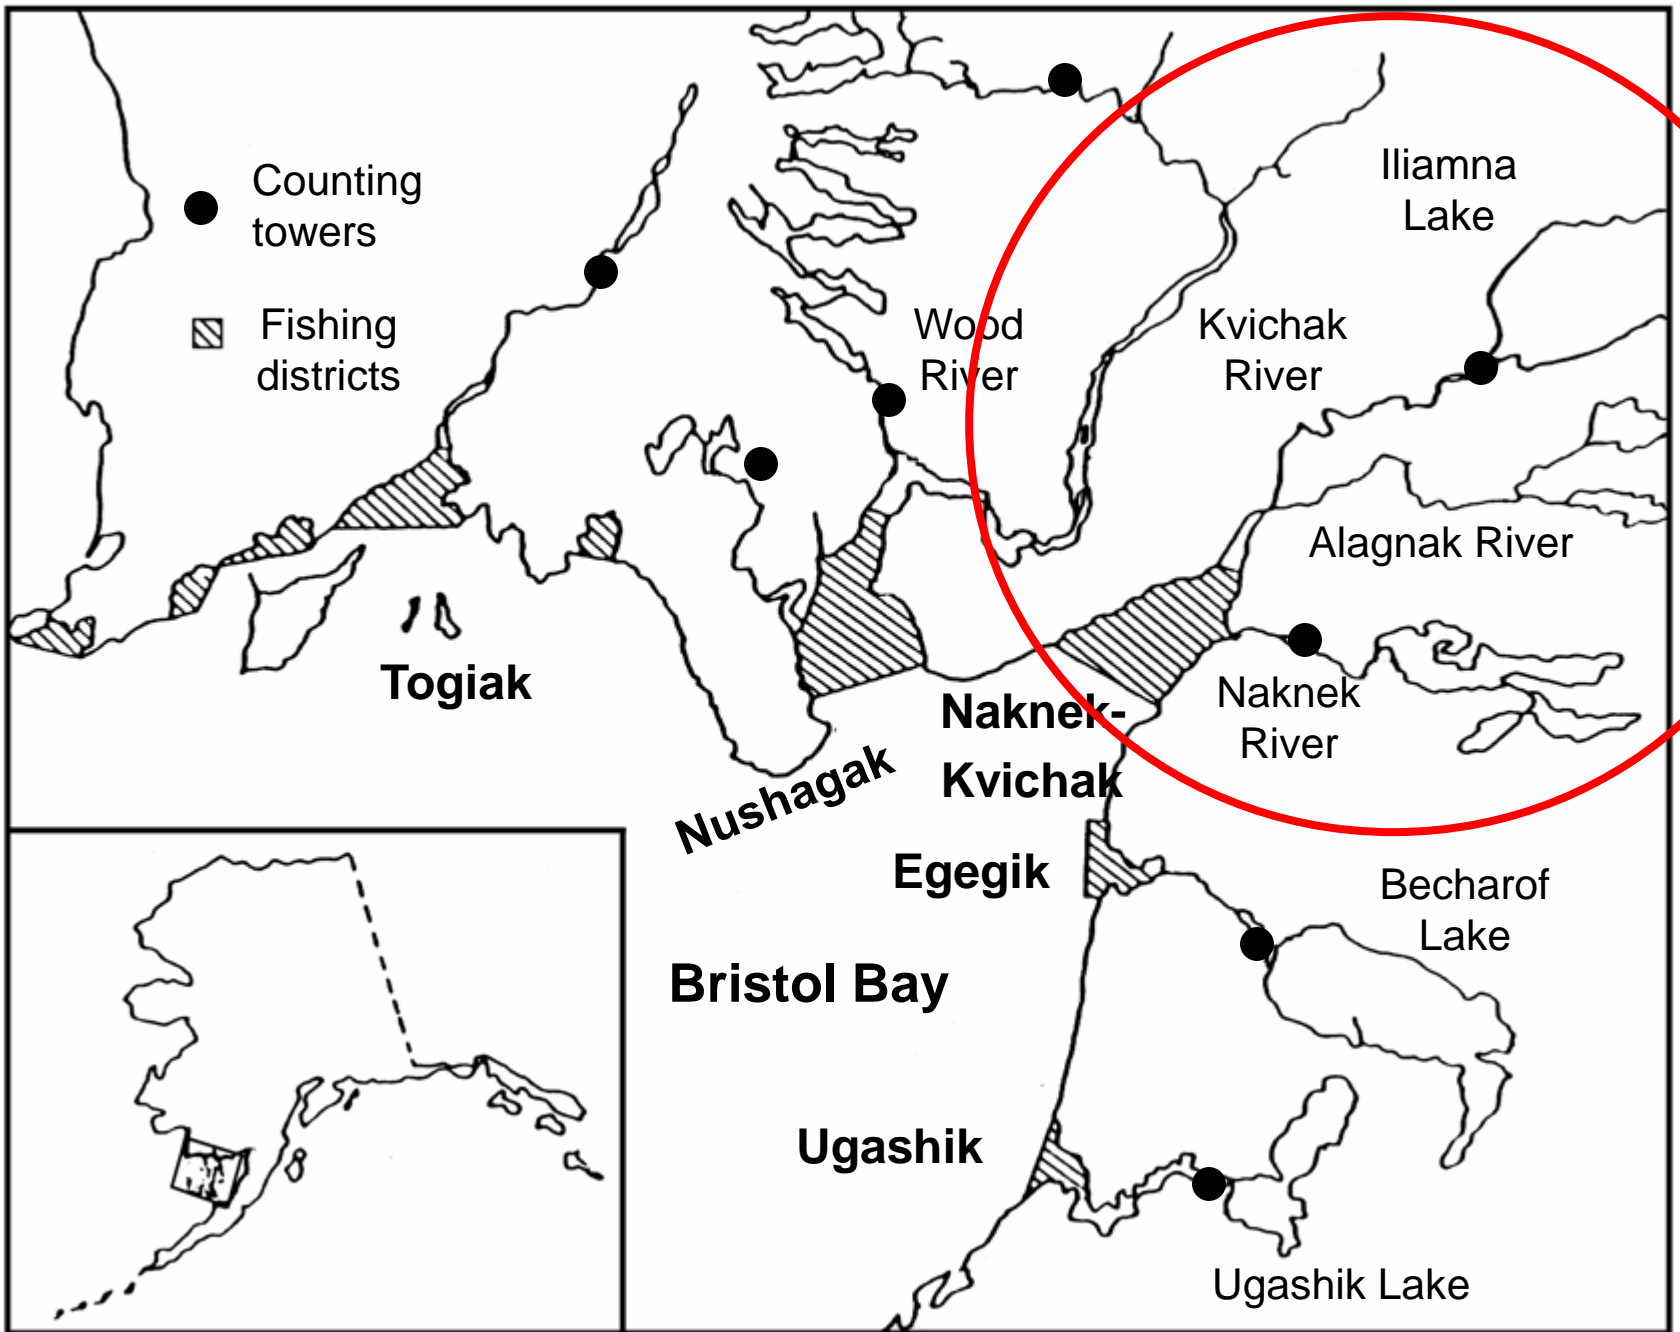 Counting
towers
Fishing
districts
Iliamna
Lake
Wood
River
Kvichak
River
Alagnak River
Togiak
Naknek
River
Naknek-
Kvichak
Nushagak
Egegik
Becharof
Lake
Bristol Bay
Ugashik
Ugashik Lake